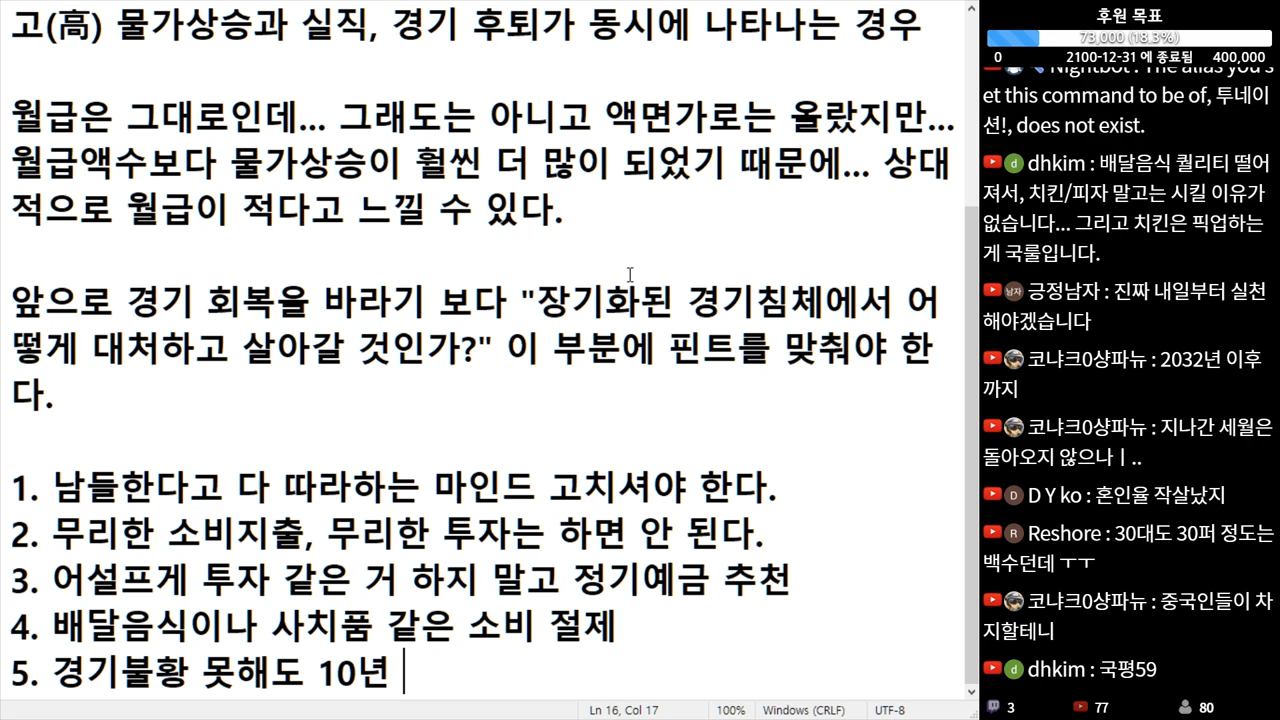 고(高) 물가상승과 실직, 경기 후퇴가 동시에 나타나는 경우
월급은 그대로인데... 그래도는 아니고 액면가로는 올랐지만...
월급액수보다 물가상승이 훨씬 더 많이 되었기 때문에... 상대
적으로 월급이 적다고 느낄 수 있다.
앞으로 경기 회복을 바라기 보다 "장기화된 경기침체에서 어
떻게 대처하고 살아갈 것인가?" 이 부분에 핀트를 맞춰야 한
다.
1. 남들한다고 다 따라하는 마인드 고치셔야 한다.
2. 무리한 소비지출, 무리한 투자는 하면 안 된다.
3. 어설프게 투자 같은 거 하지 말고 정기예금 추천
4. 배달음식이나 사치품 같은 소비 절제
5. 경기불황 못해도 10년
Ln 16, Col 17
100%
Windows (CRLF)
UTF-8
후원 목표
73,000 (18.3%)
0
2100-12-31 에 종료됨
400,000
Nightbot : The alias you's
et this command to be of, 투네이
션!, does not exist.
d dhkim : 배달음식 퀄리티 떨어
져서, 치킨/피자 말고는 시킬 이유가
없습니다... 그리고 치킨은 픽업하는
게 국룰입니다.
남자 긍정남자 : 진짜 내일부터 실천
해야겠습니다
코냐크0샹파뉴 : 2032년 이후
까지
코냐크0샹파뉴 : 지나간 세월은
돌아오지 않으나ㅣ..
D D Y ko : 혼인율 작살났지
R Reshore : 30대도 30퍼 정도는
백수던데 ㅜㅜ
코냐크0샹파뉴 : 중국인들이 차
지할테니
d dhkim : 국평59
3
77
80